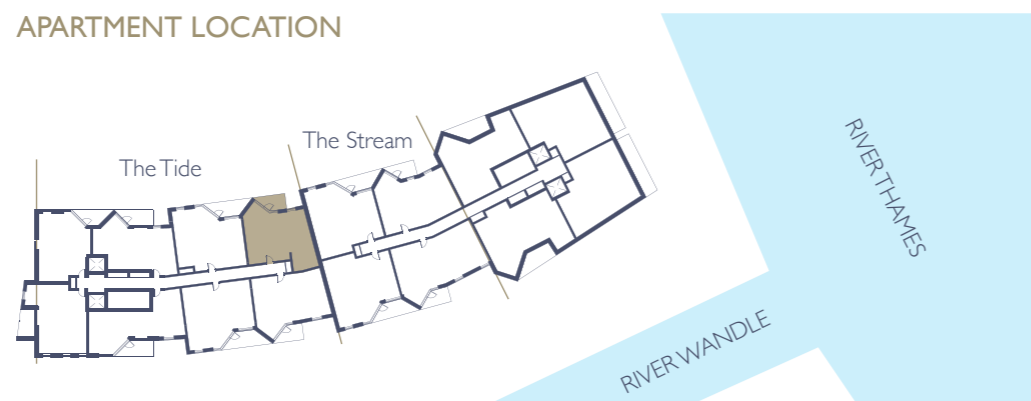 APARTMENT LOCATION
The Tide
The Stream
RIVER THAMES
RIVER WANDLE